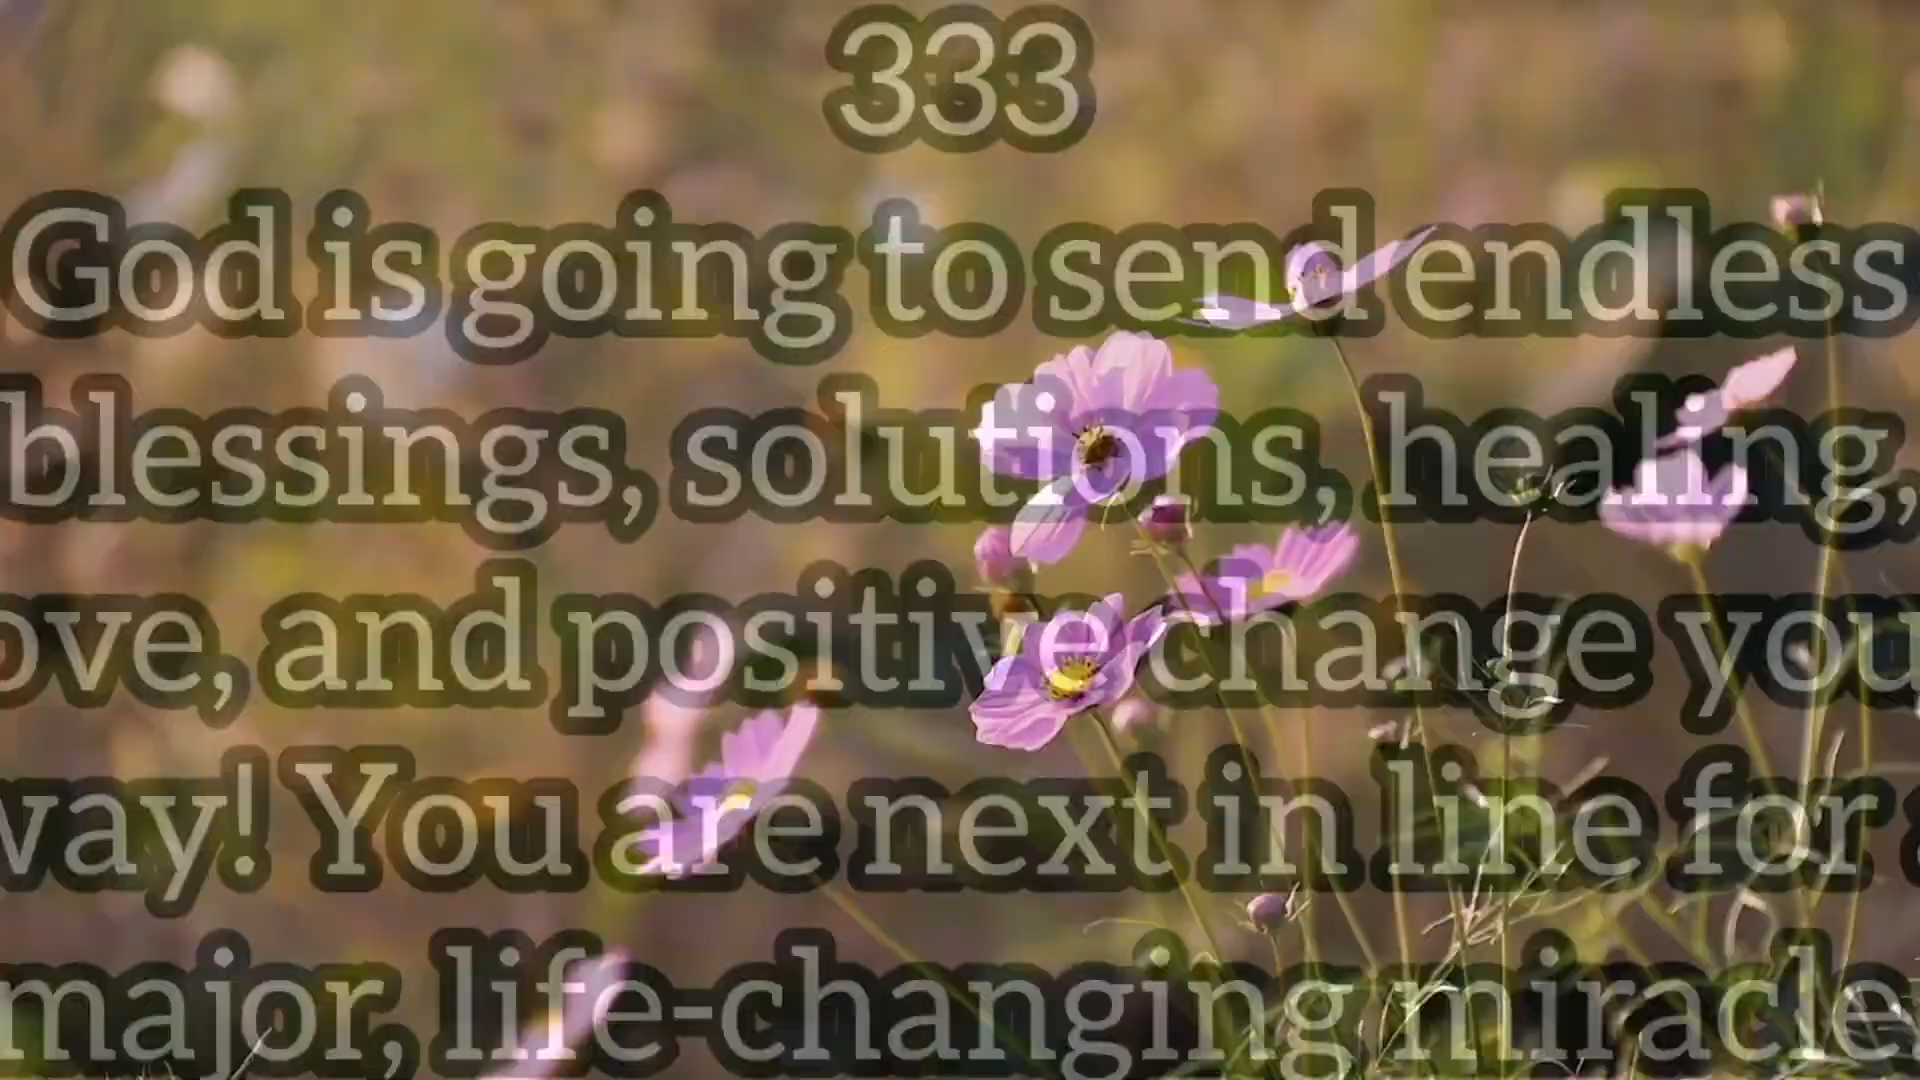 333
God is going to send endless
blessings, solutions, healing,
ove, and positive change you
way! You are next in line for
major, life-changing miracle